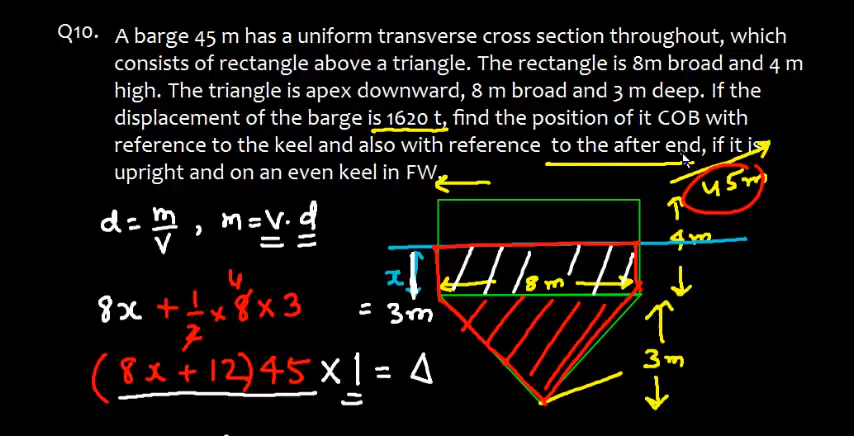 Q10. A barge 45 m has a uniform transverse cross section throughout, which
consists of rectangle above a triangle. The rectangle is 8m broad and 4 m
high. The triangle is apex downward, 8 m broad and 3 m deep. If the
displacement of the barge is 1620 t, find the position of it COB with
reference to the keel and also with reference to the after end, if it is
upright and on an even keel in FW.
45m
d = m/V , m = V. d
4m
x
8 m
4
8x + 1/2 x 8 x 3 = 3m
3m
(8x + 12) 45 x 1 = Δ